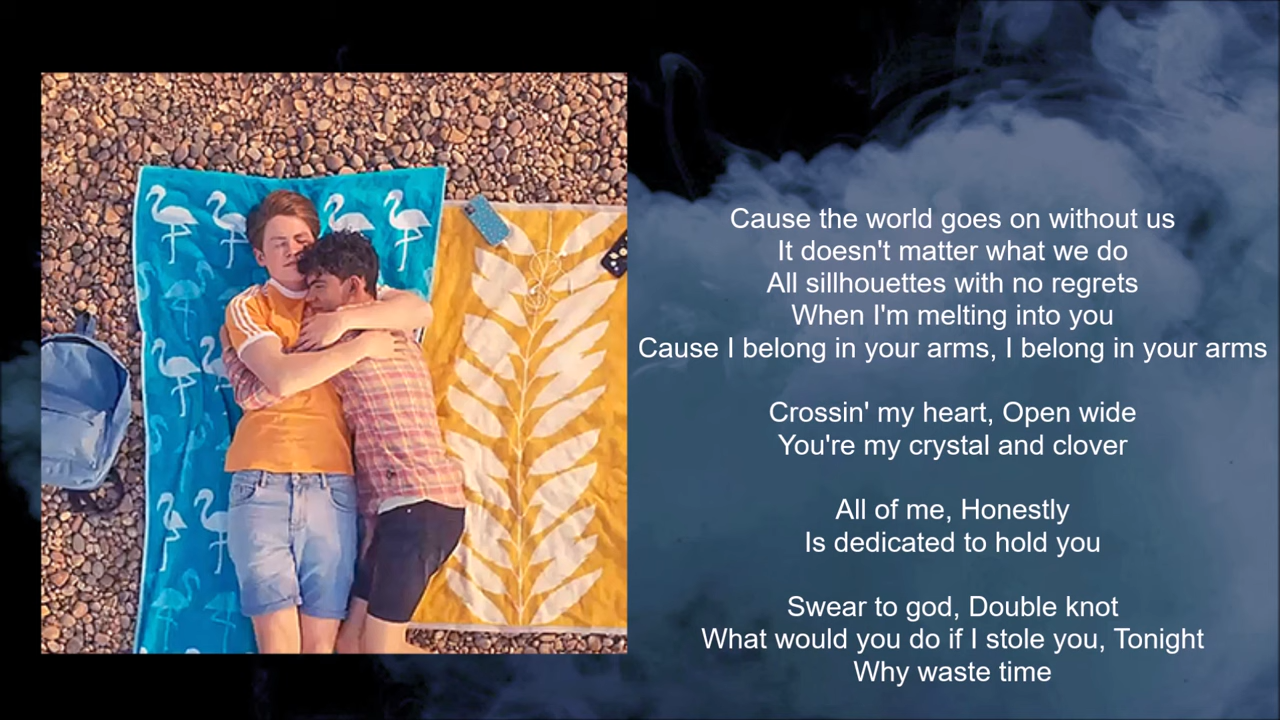 Cause the world goes on without us
It doesn't matter what we do
All sillhouettes with no regrets
When I'm melting into you
Cause I belong in your arms, I belong in your arms
Crossin' my heart, Open wide
You're my crystal and clover
All of me, Honestly
Is dedicated to hold you
Swear to god, Double knot
What would you do if I stole you, Tonight
Why waste time